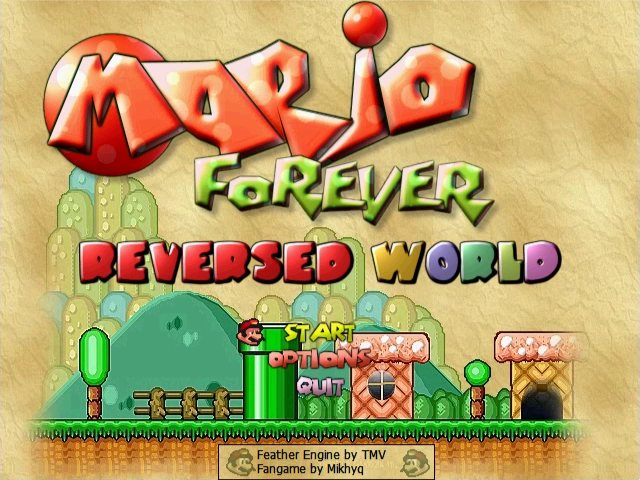 MARIO
FOREVER
REVERSED WORLD
START
OPTIONS
QUIT
Feather Engine by TMV
Fangame by Mikhyq